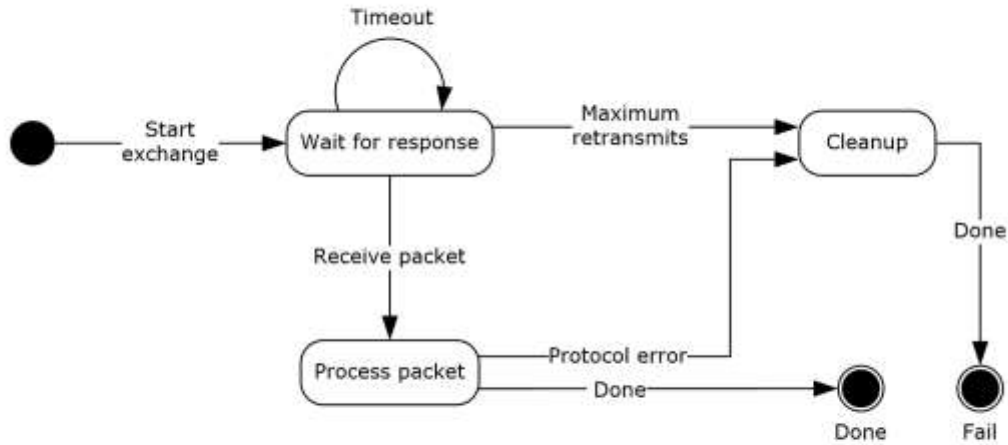 Timeout
Start
exchange
Wait for response
Maximum
retransmits
Cleanup
Receive packet
Done
Process packet
Protocol error
Done
Done
Fail